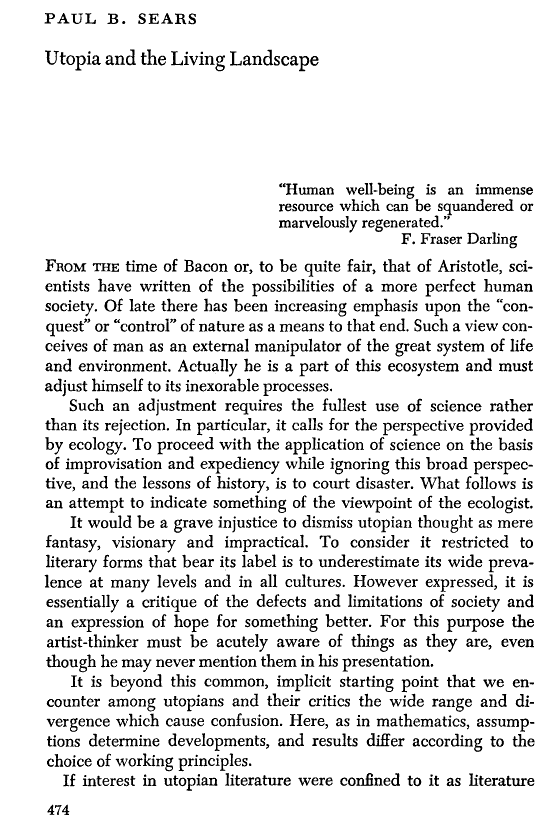 PAUL B. SEARS
Utopia and the Living Landscape
"Human well-being is an immense
resource which can be squandered or
marvelously regenerated."
F. Fraser Darling
FROM THE time of Bacon or, to be quite fair, that of Aristotle, sci-
entists have written of the possibilities of a more perfect human
society. Of late there has been increasing emphasis upon the "con-
quest" or "control" of nature as a means to that end. Such a view con-
ceives of man as an external manipulator of the great system of life
and environment. Actually he is a part of this ecosystem and must
adjust himself to its inexorable processes.
Such an adjustment requires the fullest use of science rather
than its rejection. In particular, it calls for the perspective provided
by ecology. To proceed with the application of science on the basis
of improvisation and expediency while ignoring this broad perspec-
tive, and the lessons of history, is to court disaster. What follows is
an attempt to indicate something of the viewpoint of the ecologist.
It would be a grave injustice to dismiss utopian thought as mere
fantasy, visionary and impractical. To consider it restricted to
literary forms that bear its label is to underestimate its wide preva-
lence at many levels and in all cultures. However expressed, it is
essentially a critique of the defects and limitations of society and
an expression of hope for something better. For this purpose the
artist-thinker must be acutely aware of things as they are, even
though he may never mention them in his presentation.
It is beyond this common, implicit starting point that we en-
counter among utopians and their critics the wide range and di-
vergence which cause confusion. Here, as in mathematics, assump-
tions determine developments, and results differ according to the
choice of working principles.
If interest in utopian literature were confined to it as literature
474